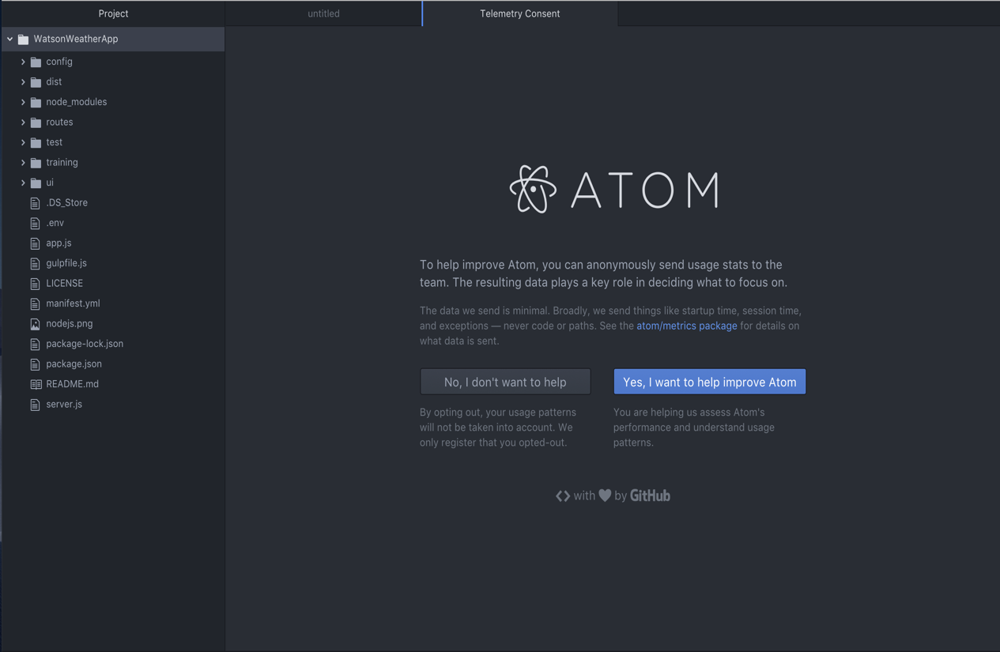 Project
untitled
Telemetry Consent
WatsonWeatherApp
config
dist
node_modules
routes
test
training
ui
.DS_Store
.env
app.js
gulpfile.js
LICENSE
manifest.yml
nodejs.png
package-lock.json
package.json
README.md
server.js
ATOM
To help improve Atom, you can anonymously send usage stats to the
team. The resulting data plays a key role in deciding what to focus on.
The data we send is minimal. Broadly, we send things like startup time, session time,
and exceptions — never code or paths. See the atom/metrics package for details on
what data is sent.
No, I don't want to help
By opting out, your usage patterns
will not be taken into account. We
only register that you opted-out.
Yes, I want to help improve Atom
You are helping us assess Atom's
performance and understand usage
patterns.
with by GitHub